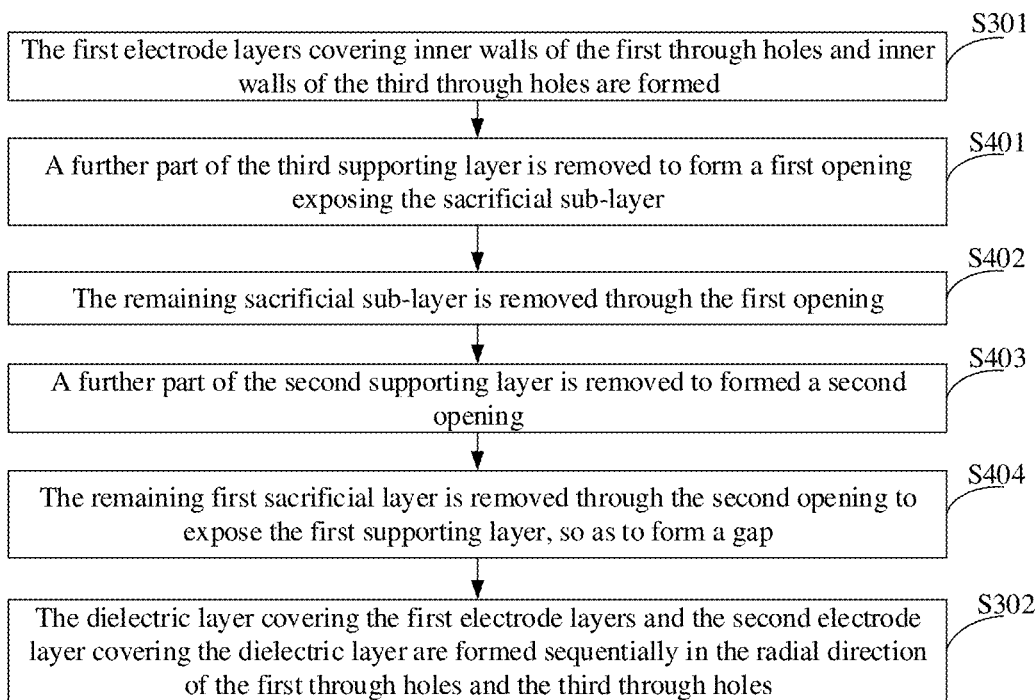 S301
The first electrode layers covering inner walls of the first through holes and inner
walls of the third through holes are formed
S401
A further part of the third supporting layer is removed to form a first opening
exposing the sacrificial sub-layer
S402
The remaining sacrificial sub-layer is removed through the first opening
S403
A further part of the second supporting layer is removed to formed a second
opening
S404
The remaining first sacrificial layer is removed through the second opening to
expose the first supporting layer, so as to form a gap
S302
The dielectric layer covering the first electrode layers and the second electrode
layer covering the dielectric layer are formed sequentially in the radial direction
of the first through holes and the third through holes